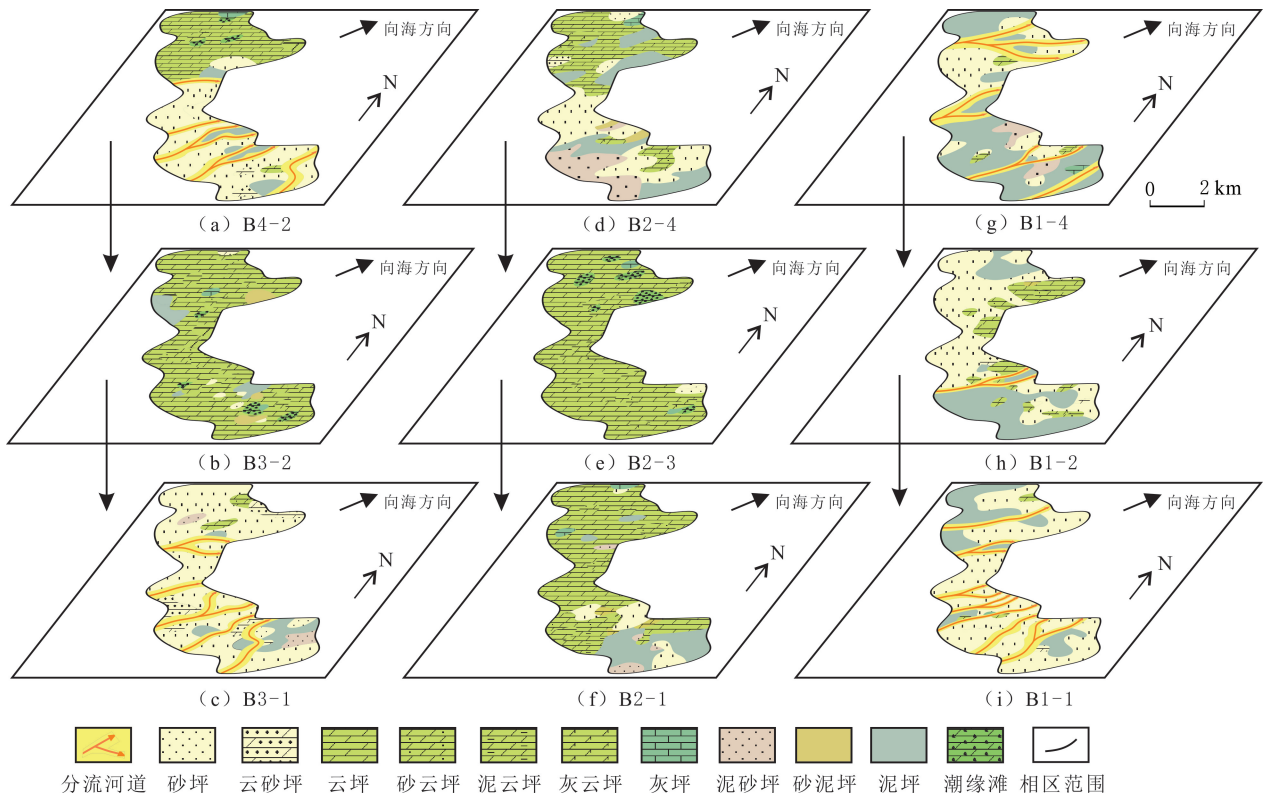 向海方向
N
(a) B4-2
向海方向
N
(d) B2-4
向海方向
N
0 2 km
(g) B1-4
向海方向
N
(b) B3-2
向海方向
N
(e) B2-3
向海方向
N
(h) B1-2
向海方向
N
(c) B3-1
向海方向
N
(f) B2-1
向海方向
N
(i) B1-1
分流河道 砂坪 云砂坪 云坪 砂云坪 泥云坪 灰云坪 灰坪 泥砂坪 砂泥坪 泥坪 潮缘滩 相区范围